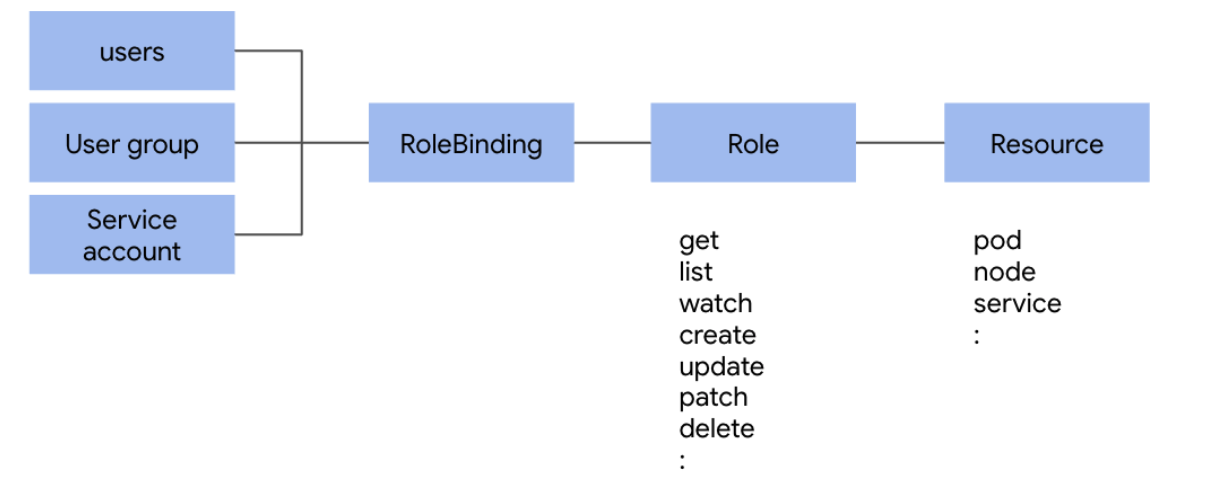 users
User group
Service
account
RoleBinding
Role
Resource
get
list
watch
create
update
patch
delete
:
pod
node
service
: